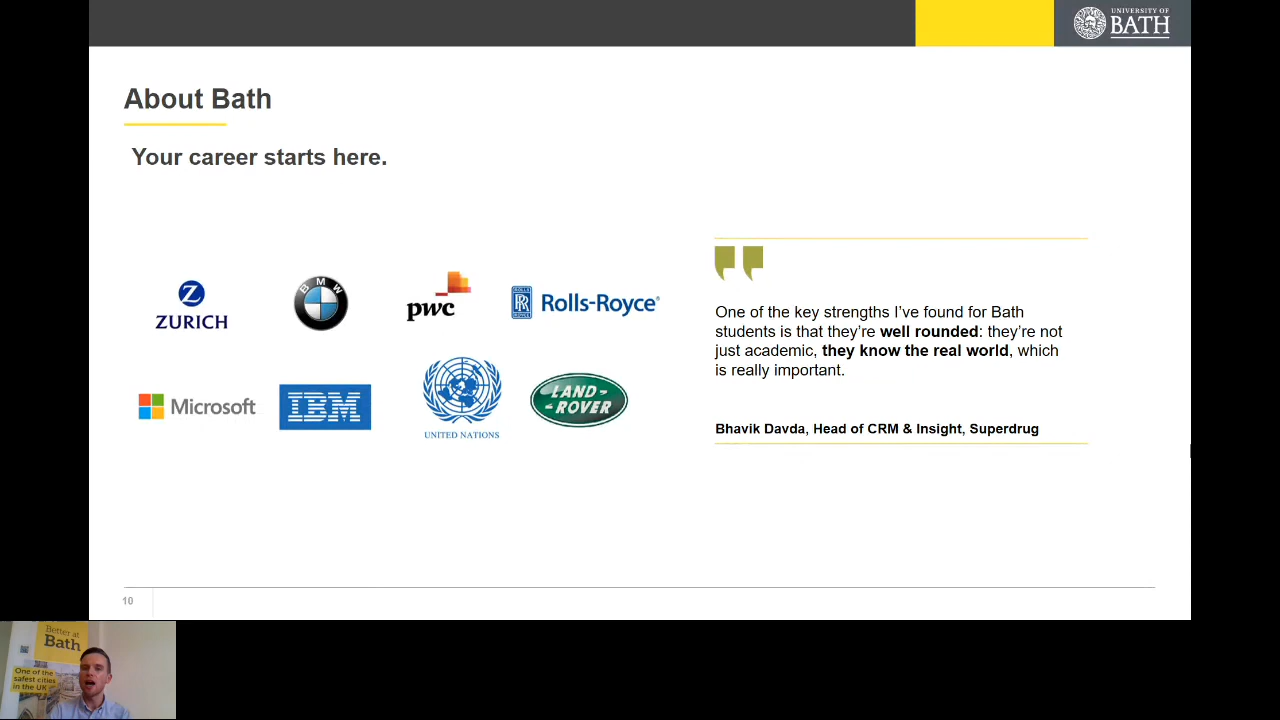 UNIVERSITY OF
BATH
About Bath
Your career starts here.
ZURICH
BMW
pwc
ROLLS
RR
ROYCE
Rolls-Royce
Microsoft
IBM
UNITED NATIONS
LAND-
-ROVER
One of the key strengths I’ve found for Bath
students is that they’re well rounded: they’re not
just academic, they know the real world, which
is really important.
Bhavik Davda, Head of CRM & Insight, Superdrug
10
Better at
Bath
One of the
safest cities
in the UK